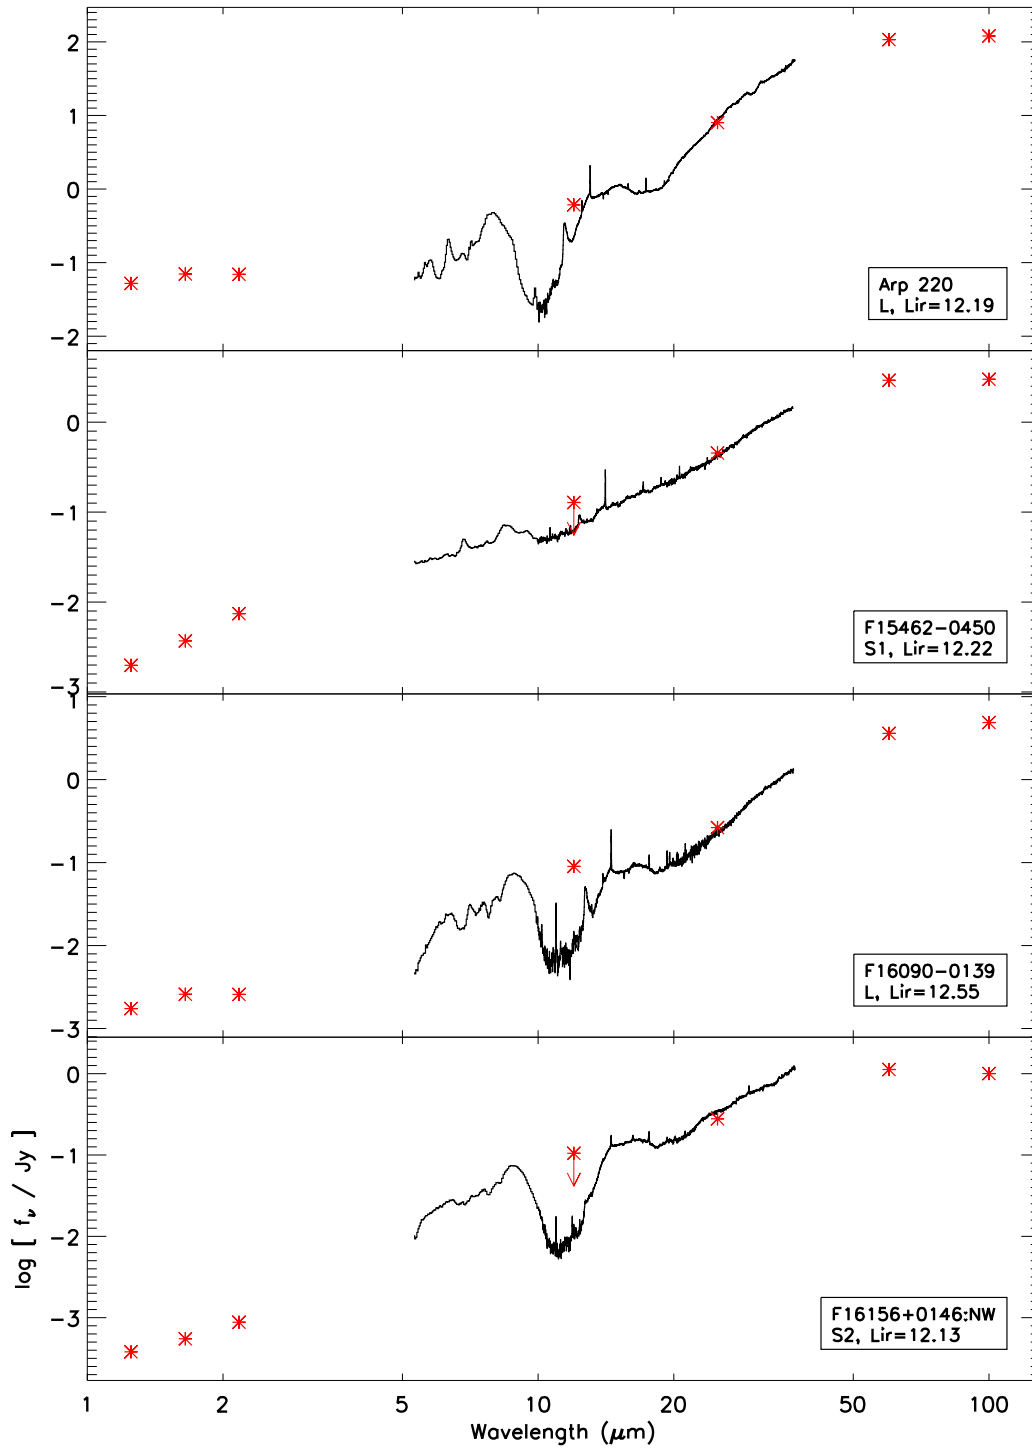 2
1
0
−1
−2
Arp 220
L, Lir=12.19
0
−1
−2
−3
F15462−0450
S1, Lir=12.22
1
0
−1
−2
−3
F16090−0139
L, Lir=12.55
0
−1
−2
−3
F16156+0146:NW
S2, Lir=12.13
log [ fν / Jy ]
1 2 5 10 20 50 100
Wavelength (μm)